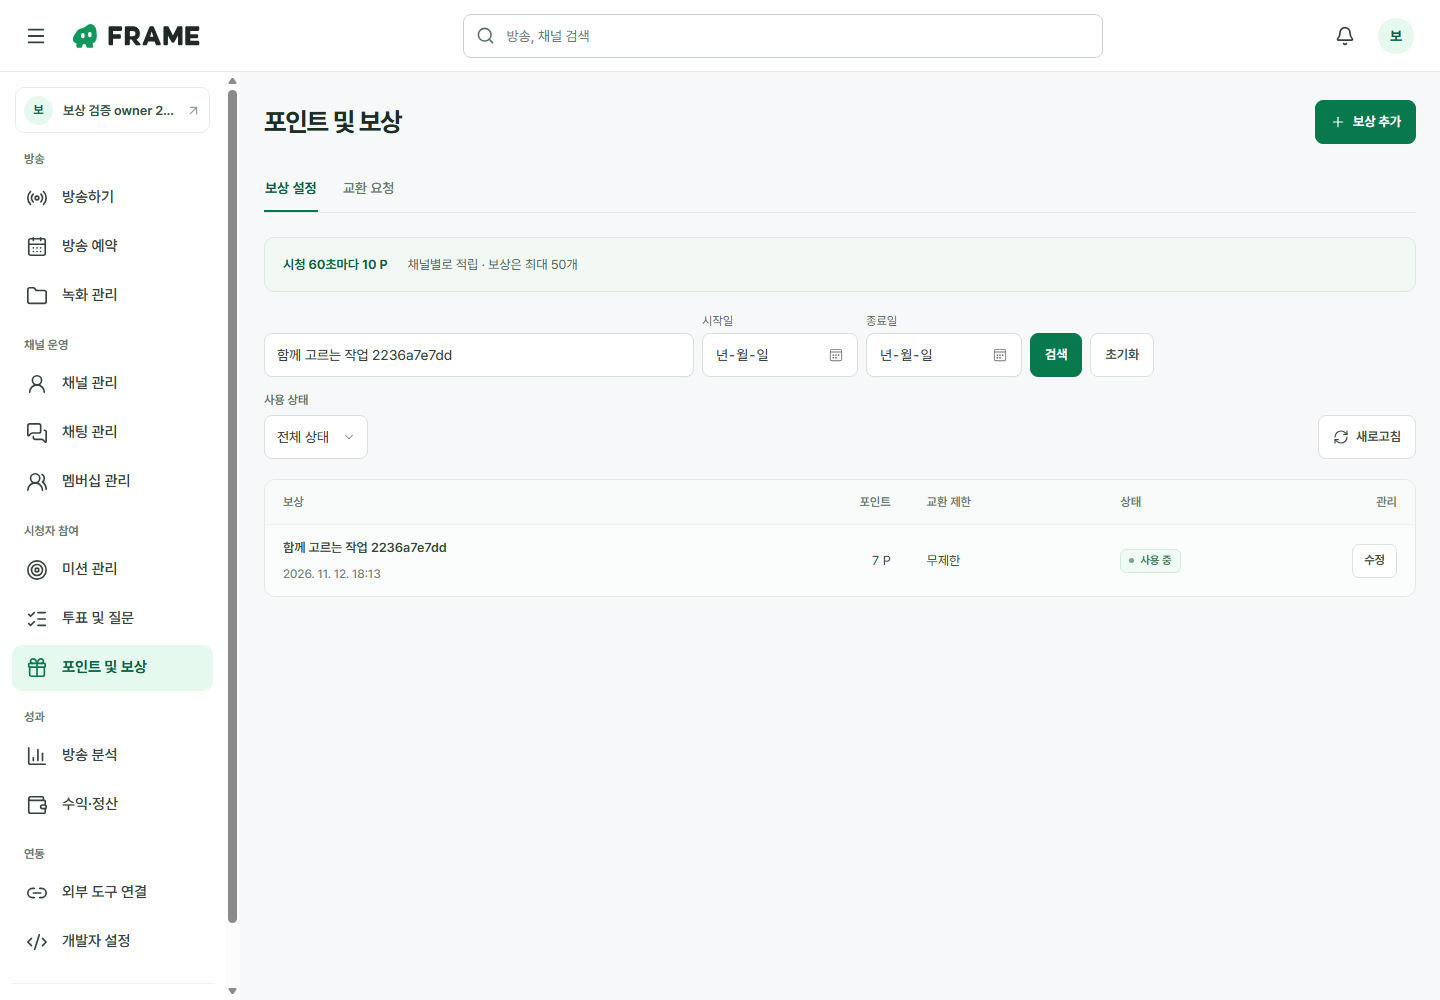 FRAME
방송, 채널 검색
보
보
보상 검증 owner 2...
방송
방송하기
방송 예약
녹화 관리
채널 운영
채널 관리
채팅 관리
멤버십 관리
시청자 참여
미션 관리
투표 및 질문
포인트 및 보상
성과
방송 분석
수익·정산
연동
외부 도구 연결
개발자 설정
포인트 및 보상
보상 추가
보상 설정 교환 요청
시청 60초마다 10 P 채널별로 적립 · 보상은 최대 50개
시작일 종료일
함께 고르는 작업 2236a7e7dd 년-월-일 년-월-일 검색 초기화
사용 상태
전체 상태 새로고침
보상 포인트 교환 제한 상태 관리
함께 고르는 작업 2236a7e7dd
2026. 11. 12. 18:13
7 P 무제한 사용 중 수정